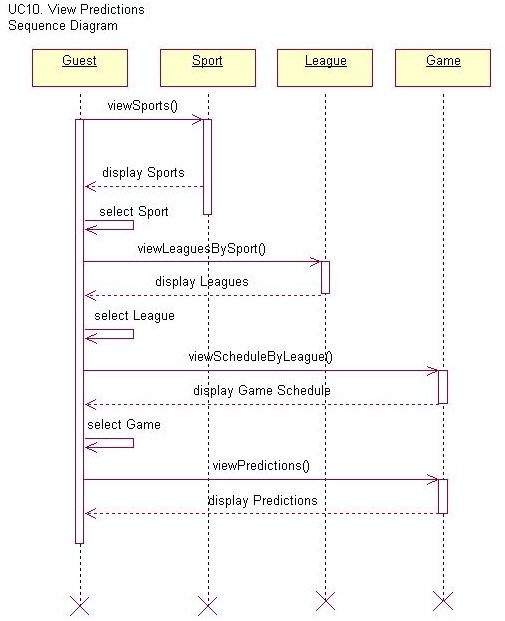 UC10. View Predictions
Sequence Diagram
Guest
Sport
League
Game
viewSports()
display Sports
select Sport
viewLeaguesBySport()
display Leagues
select League
viewScheduleByLeague()
display Game Schedule
select Game
viewPredictions()
display Predictions